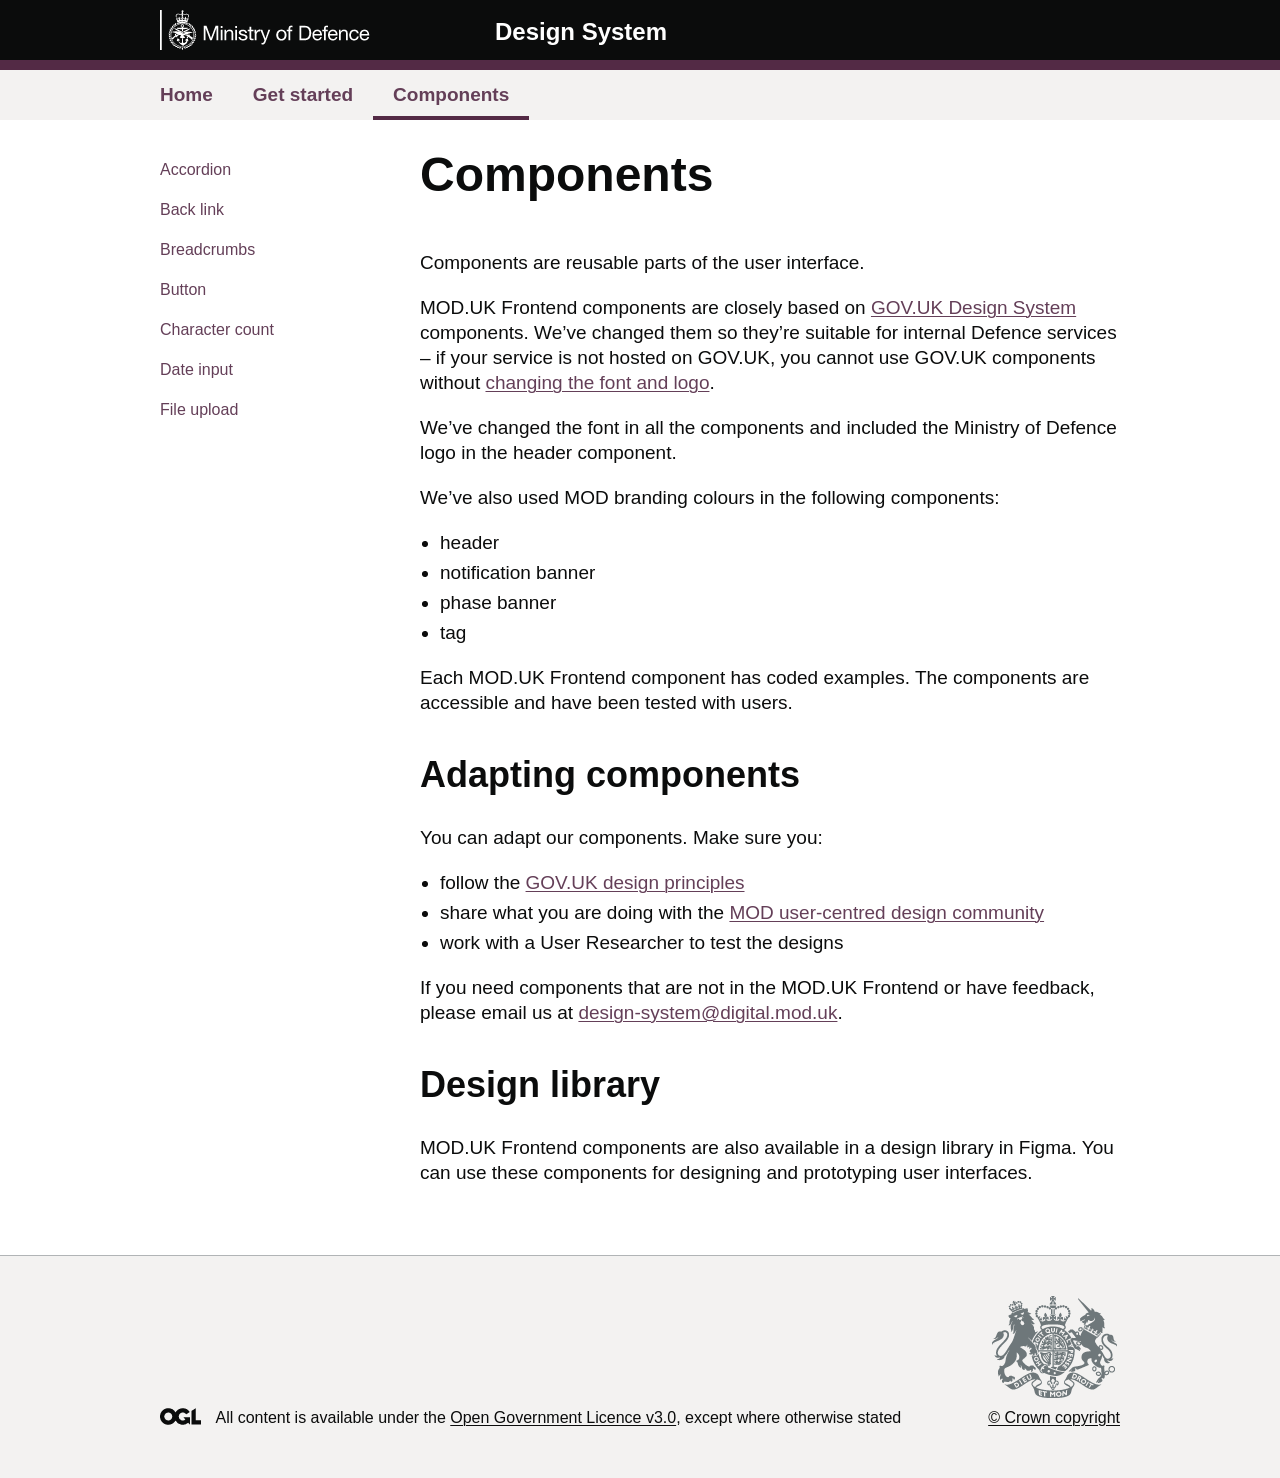 Ministry of Defence
Design System
Home
Get started
Components
Accordion
Back link
Breadcrumbs
Button
Character count
Date input
File upload
Components
Components are reusable parts of the user interface.
MOD.UK Frontend components are closely based on GOV.UK Design System
components. We’ve changed them so they’re suitable for internal Defence services
– if your service is not hosted on GOV.UK, you cannot use GOV.UK components
without changing the font and logo.
We’ve changed the font in all the components and included the Ministry of Defence
logo in the header component.
We’ve also used MOD branding colours in the following components:
• header
• notification banner
• phase banner
• tag
Each MOD.UK Frontend component has coded examples. The components are
accessible and have been tested with users.
Adapting components
You can adapt our components. Make sure you:
• follow the GOV.UK design principles
• share what you are doing with the MOD user-centred design community
• work with a User Researcher to test the designs
If you need components that are not in the MOD.UK Frontend or have feedback,
please email us at design-system@digital.mod.uk.
Design library
MOD.UK Frontend components are also available in a design library in Figma. You
can use these components for designing and prototyping user interfaces.
OGL All content is available under the Open Government Licence v3.0, except where otherwise stated
© Crown copyright